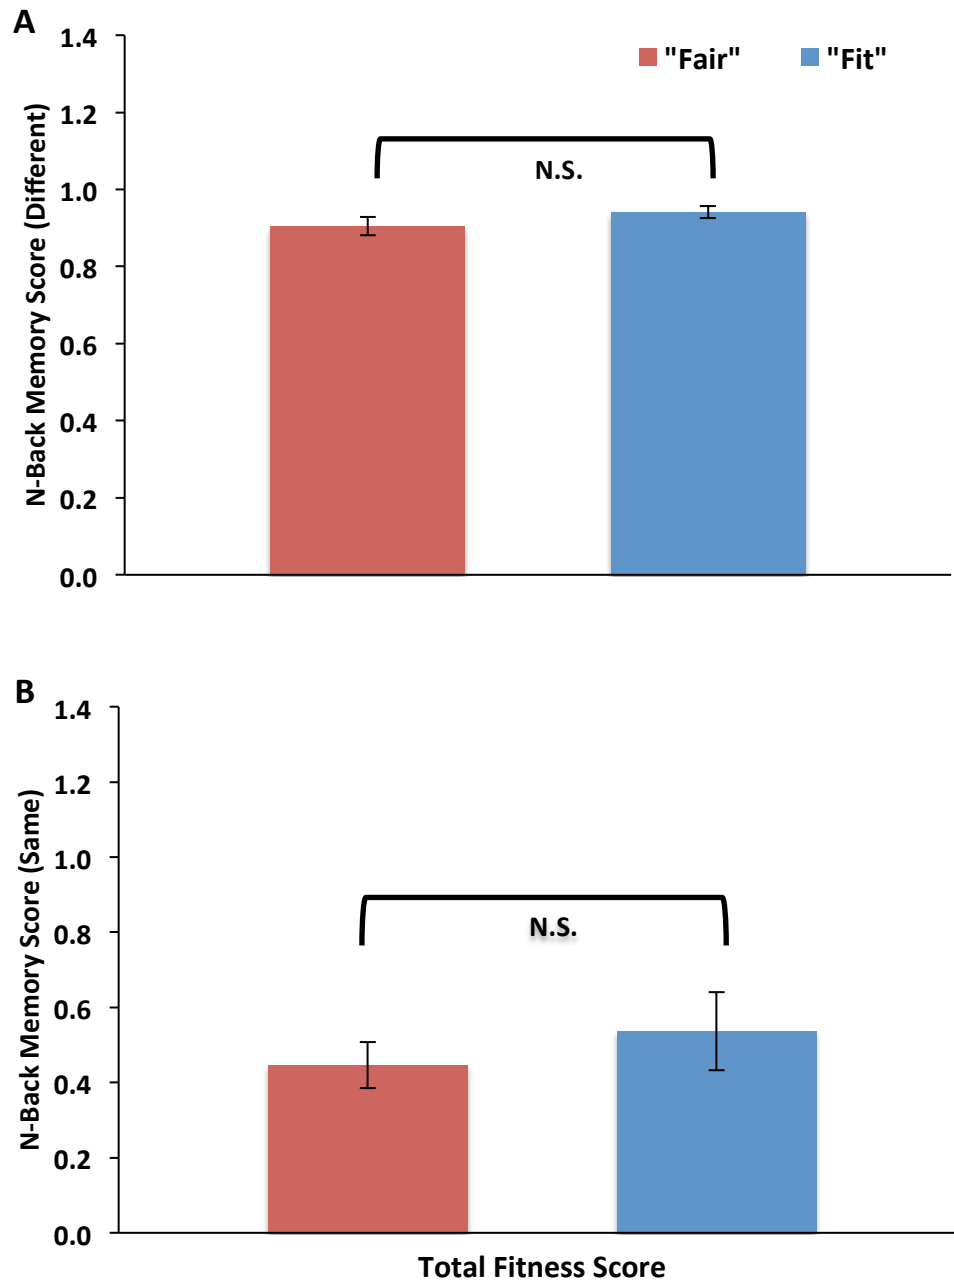 A
1.4
"Fair" "Fit"
1.2
N.S.
1.0
0.8
0.6
0.4
0.2
0.0
N-Back Memory Score (Different)
B
1.4
1.2
1.0
N.S.
0.8
0.6
0.4
0.2
0.0
N-Back Memory Score (Same)
Total Fitness Score